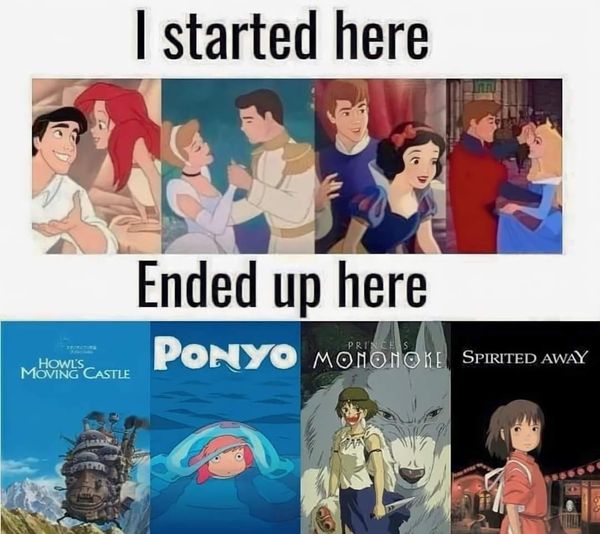 I started here
Ended up here
HOWL'S
MOVING CASTLE
PONYO
PRINCESS
MONONOKE
SPIRITED AWAY